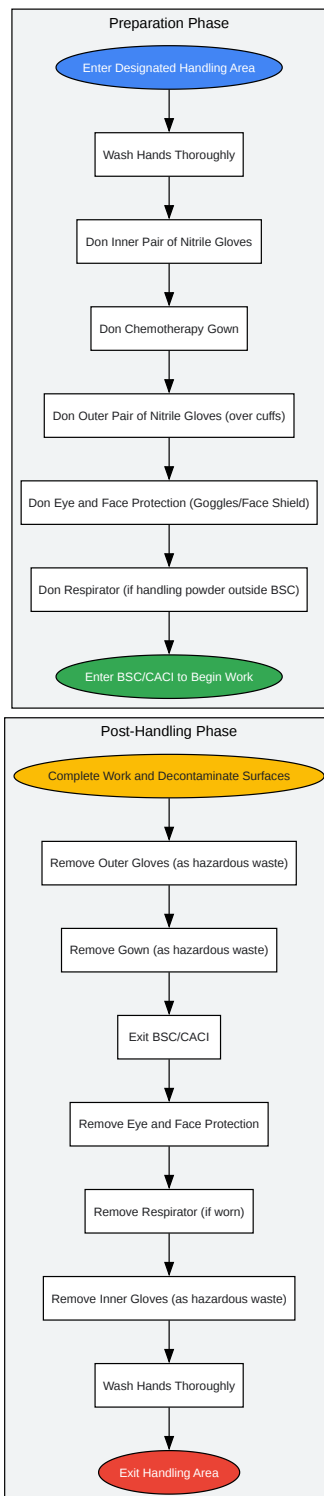 Preparation Phase
Enter Designated Handling Area
Wash Hands Thoroughly
Don Inner Pair of Nitrile Gloves
Don Chemotherapy Gown
Don Outer Pair of Nitrile Gloves (over cuffs)
Don Eye and Face Protection (Goggles/Face Shield)
Don Respirator (if handling powder outside BSC)
Enter BSC/CACI to Begin Work
Post-Handling Phase
Complete Work and Decontaminate Surfaces
Remove Outer Gloves (as hazardous waste)
Remove Gown (as hazardous waste)
Exit BSC/CACI
Remove Eye and Face Protection
Remove Respirator (if worn)
Remove Inner Gloves (as hazardous waste)
Wash Hands Thoroughly
Exit Handling Area